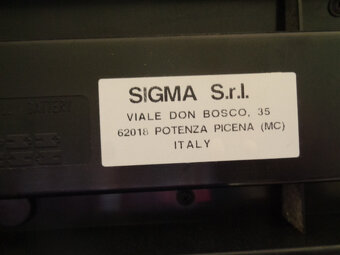 SIGMA S.r.l.
VIALE DON BOSCO, 35
62018 POTENZA PICENA (MC)
ITALY